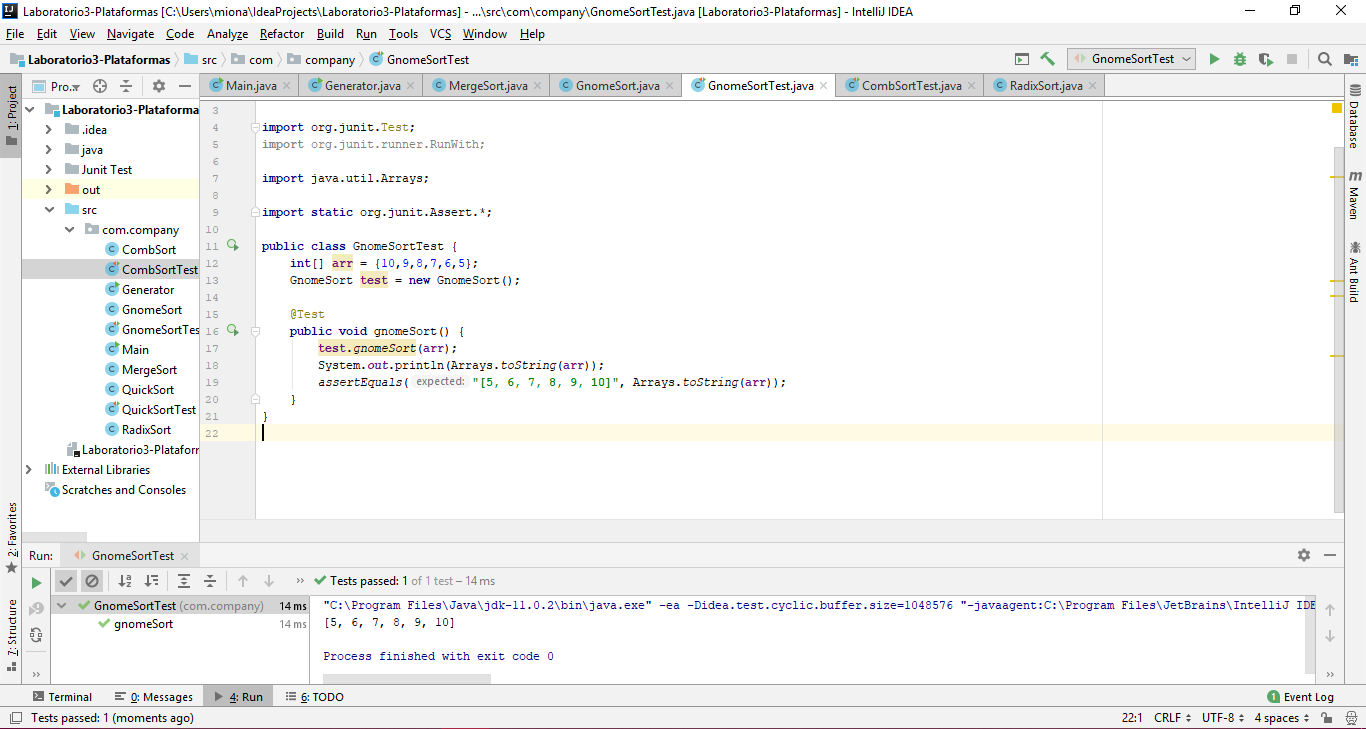 Laboratorio3-Plataformas [C:\Users\miona\IdeaProjects\Laboratorio3-Plataformas] - ...\src\com\company\GnomeSortTest.java [Laboratorio3-Plataformas] - IntelliJ IDEA
File Edit View Navigate Code Analyze Refactor Build Run Tools VCS Window Help
Laboratorio3-Plataformas src com company GnomeSortTest GnomeSortTest
1: Project
Pro...
Main.java Generator.java MergeSort.java GnomeSort.java GnomeSortTest.java CombSortTest.java RadixSort.java
Laboratorio3-Plataforma
.idea
java
Junit Test
out
src
com.company
CombSort
CombSortTest
Generator
GnomeSort
GnomeSortTes
Main
MergeSort
QuickSort
QuickSortTest
RadixSort
Laboratorio3-Platafor
External Libraries
Scratches and Consoles
3
4 import org.junit.Test;
5 import org.junit.runner.RunWith;
6
7 import java.util.Arrays;
8
9 import static org.junit.Assert.*;
10
11 public class GnomeSortTest {
12 int[] arr = {10,9,8,7,6,5};
13 GnomeSort test = new GnomeSort();
14
15 @Test
16 public void gnomeSort() {
17 test.gnomeSort(arr);
18 System.out.println(Arrays.toString(arr));
19 assertEquals( expected: "[5, 6, 7, 8, 9, 10]", Arrays.toString(arr));
20 }
21 }
22
Database
Maven
Ant Build
2: Favorites
7: Structure
Run: GnomeSortTest
Tests passed: 1 of 1 test – 14 ms
GnomeSortTest (com.company) 14 ms
gnomeSort 14 ms
"C:\Program Files\Java\jdk-11.0.2\bin\java.exe" -ea -Didea.test.cyclic.buffer.size=1048576 "-javaagent:C:\Program Files\JetBrains\IntelliJ IDE
[5, 6, 7, 8, 9, 10]
Process finished with exit code 0
Terminal 0: Messages 4: Run 6: TODO 1 Event Log
Tests passed: 1 (moments ago) 22:1 CRLF UTF-8 4 spaces